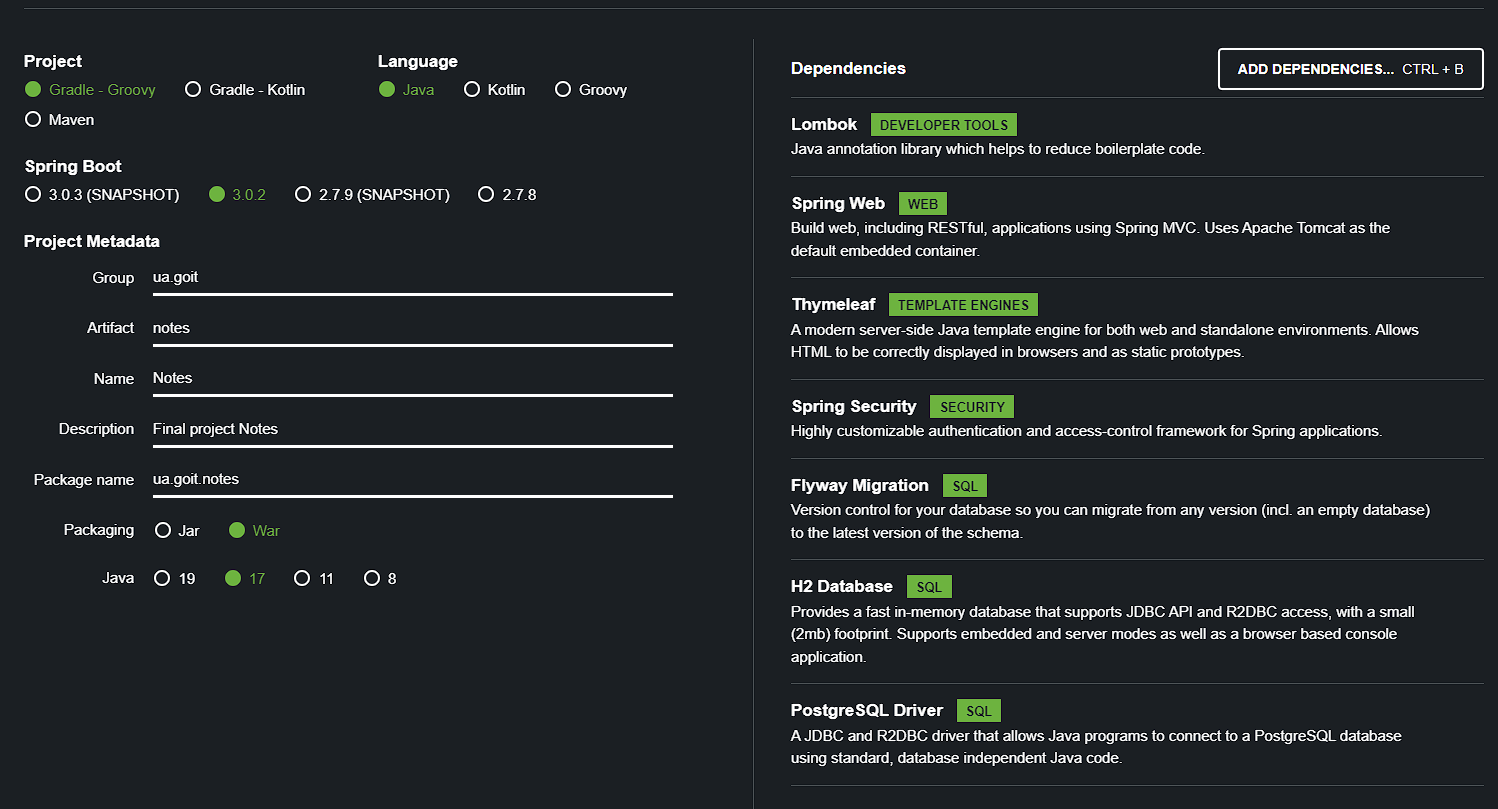 Project
Gradle - Groovy Gradle - Kotlin
Maven
Language
Java Kotlin Groovy
Spring Boot
3.0.3 (SNAPSHOT) 3.0.2 2.7.9 (SNAPSHOT) 2.7.8
Project Metadata
Group ua.goit
Artifact notes
Name Notes
Description Final project Notes
Package name ua.goit.notes
Packaging Jar War
Java 19 17 11 8
Dependencies ADD DEPENDENCIES... CTRL + B
Lombok DEVELOPER TOOLS
Java annotation library which helps to reduce boilerplate code.
Spring Web WEB
Build web, including RESTful, applications using Spring MVC. Uses Apache Tomcat as the
default embedded container.
Thymeleaf TEMPLATE ENGINES
A modern server-side Java template engine for both web and standalone environments. Allows
HTML to be correctly displayed in browsers and as static prototypes.
Spring Security SECURITY
Highly customizable authentication and access-control framework for Spring applications.
Flyway Migration SQL
Version control for your database so you can migrate from any version (incl. an empty database)
to the latest version of the schema.
H2 Database SQL
Provides a fast in-memory database that supports JDBC API and R2DBC access, with a small
(2mb) footprint. Supports embedded and server modes as well as a browser based console
application.
PostgreSQL Driver SQL
A JDBC and R2DBC driver that allows Java programs to connect to a PostgreSQL database
using standard, database independent Java code.